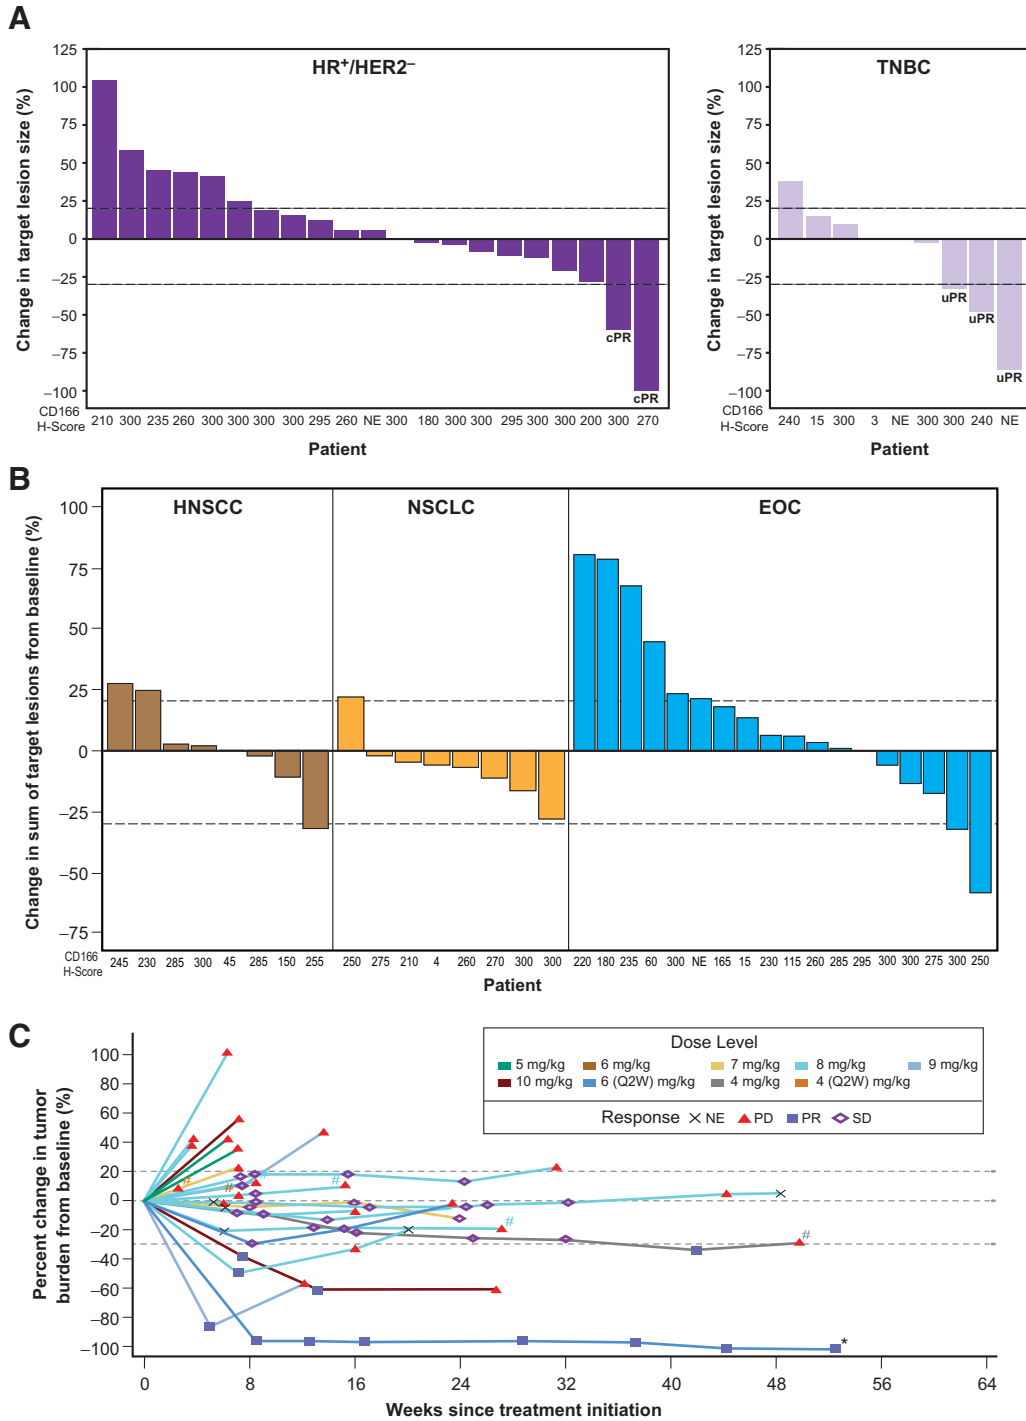 A
HR+/HER2–
Change in target lesion size (%)
125
100
75
50
25
0
–25
–50
–75
–100
cPR
cPR
CD166
H-Score
210 300 235 260 300 300 300 300 295 260 NE 300 180 300 300 295 300 300 200 300 270
Patient
TNBC
Change in target lesion size (%)
125
100
75
50
25
0
–25
–50
–75
–100
uPR
uPR
uPR
CD166
H-Score
240 15 300 3 NE 300 300 240 NE
Patient
B
HNSCC
NSCLC
EOC
Change in sum of target lesions from baseline (%)
100
75
50
25
0
–25
–50
–75
CD166
H-Score
245 230 285 300 45 285 150 255
250 275 210 4 260 270 300 300
220 180 235 60 300 NE 165 15 230 115 260 285 295 300 300 275 300 250
Patient
C
Dose Level
5 mg/kg 6 mg/kg 7 mg/kg 8 mg/kg 9 mg/kg
10 mg/kg 6 (Q2W) mg/kg 4 mg/kg 4 (Q2W) mg/kg
Response NE PD PR SD
Percent change in tumor
burden from baseline (%)
100
80
60
40
20
0
–20
–40
–60
–80
–100
# # # # #
*
0 8 16 24 32 40 48 56 64
Weeks since treatment initiation